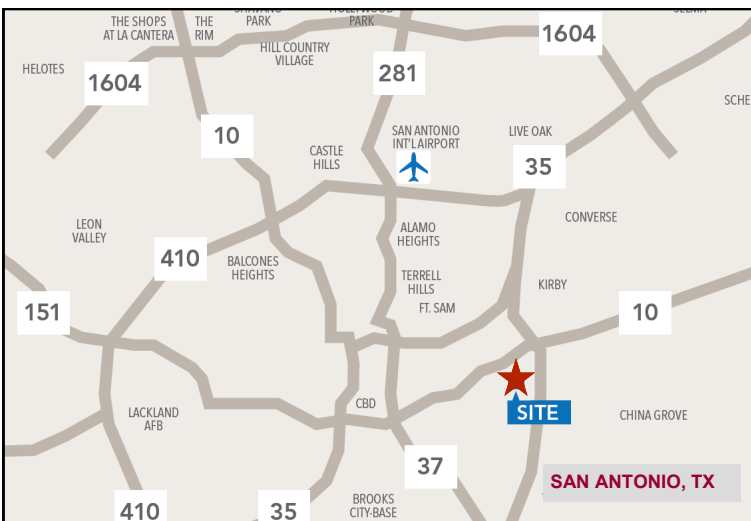 THE SHOPS
AT LA CANTERA
THE
RIM
PARK
PARK
HILL COUNTRY
VILLAGE
1604
HELOTES
1604
281
SCHE
10
SAN ANTONIO
INT'L AIRPORT
LIVE OAK
CASTLE
HILLS
35
LEON
VALLEY
CONVERSE
ALAMO
HEIGHTS
410
BALCONES
HEIGHTS
TERRELL
HILLS
KIRBY
FT. SAM
151
10
CBD
SITE
LACKLAND
AFB
CHINA GROVE
37
SAN ANTONIO, TX
410
35
BROOKS
CITY-BASE